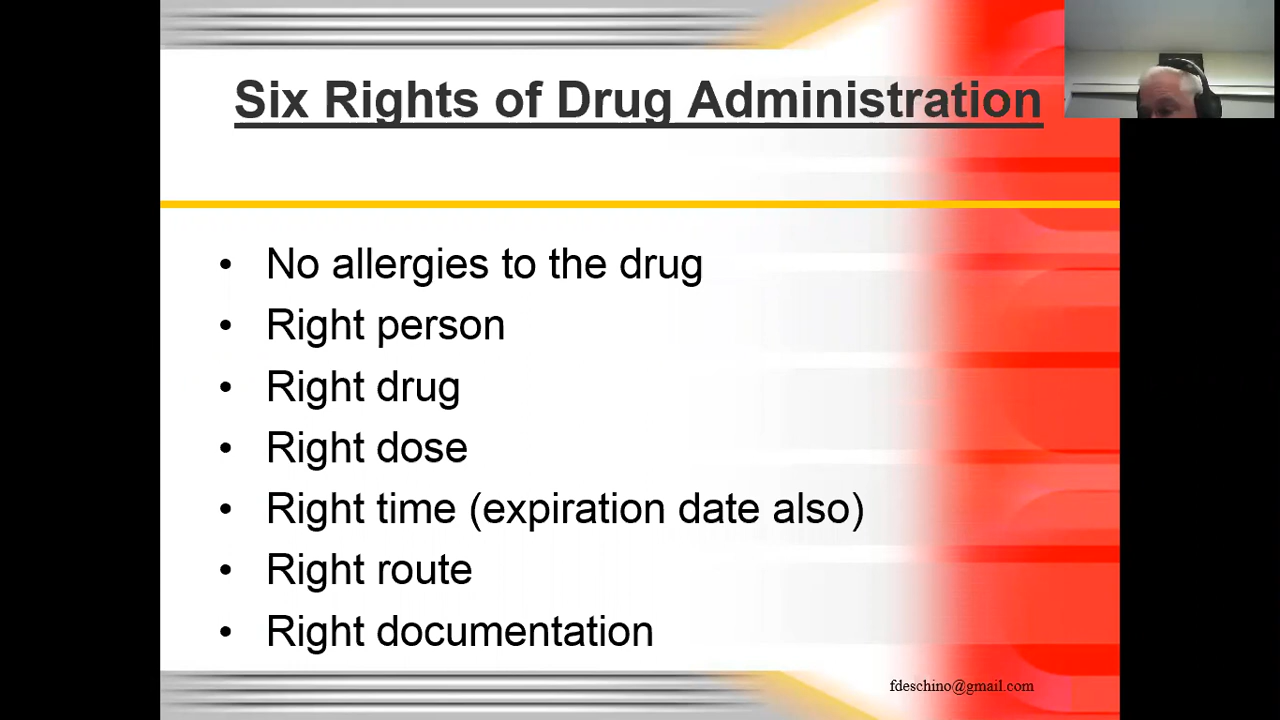 Six Rights of Drug Administration
• No allergies to the drug
• Right person
• Right drug
• Right dose
• Right time (expiration date also)
• Right route
• Right documentation
fdeschino@gmail.com